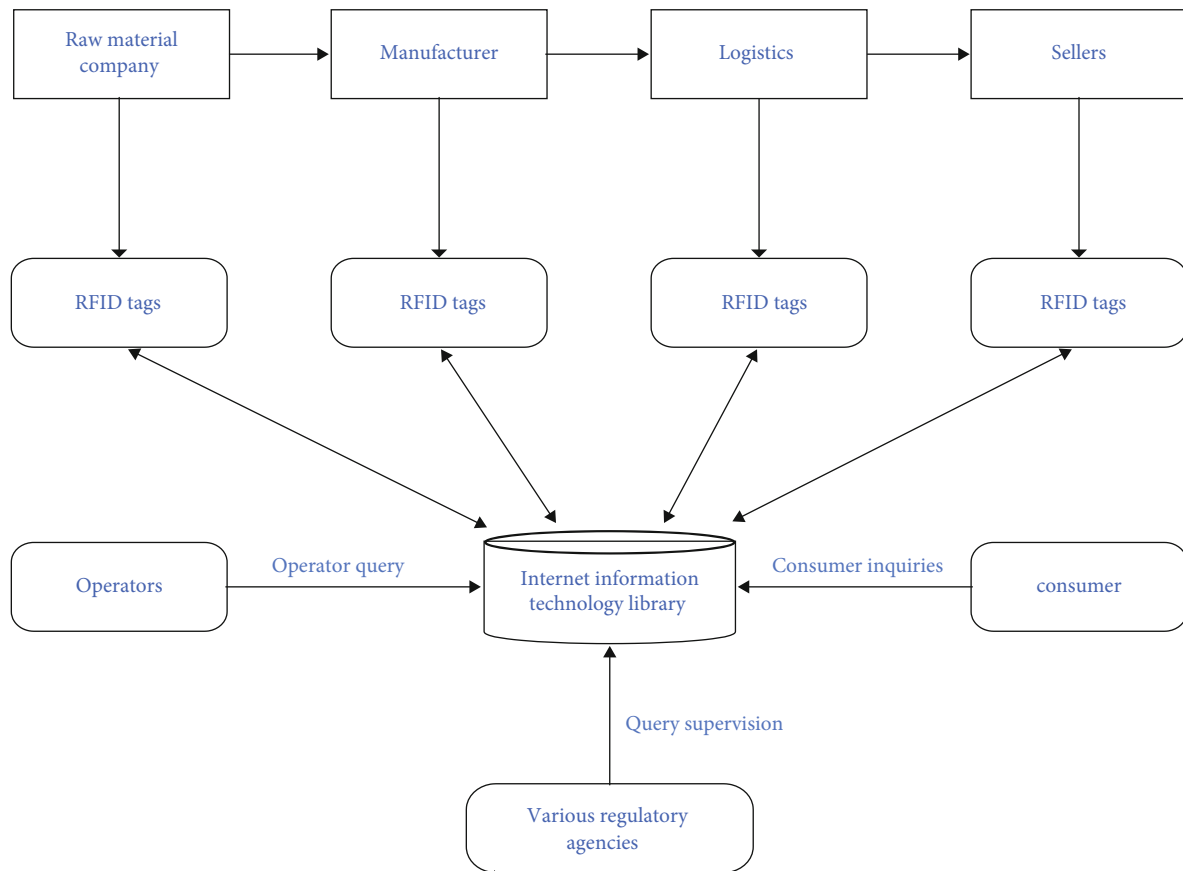 Raw material
company
Manufacturer
Logistics
Sellers
RFID tags
RFID tags
RFID tags
RFID tags
Operators
Operator query
Internet information
technology library
Consumer inquiries
consumer
Query supervision
Various regulatory
agencies